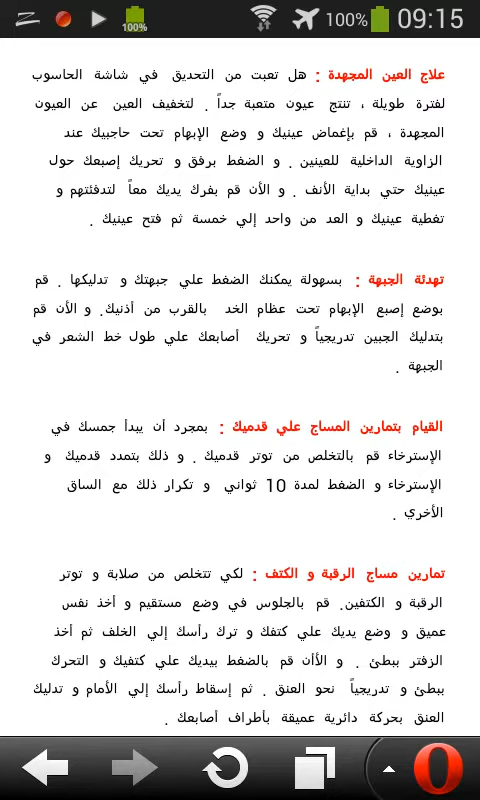 100%
100%
09:15
علاج العين المجهدة : هل تعبت من التحديق في شاشة الحاسوب
لفترة طويلة ، تنتج عيون متعبة جداً . لتخفيف العين عن العيون
المجهدة ، قم بإغماض عينيك و وضع الإبهام تحت حاجبيك عند
الزاوية الداخلية للعينين . و الضغط برفق و تحريك إصبعك حول
عينيك حتي بداية الأنف . و الأن قم بفرك يديك معاً لتدفئتهم و
تغطية عينيك و العد من واحد إلي خمسة ثم فتح عينيك .
تهدئة الجبهة : بسهولة يمكنك الضغط علي جبهتك و تدليكها . قم
بوضع إصبع الإبهام تحت عظام الخد بالقرب من أذنيك. و الأن قم
بتدليك الجبين تدريجياً و تحريك أصابعك علي طول خط الشعر في
الجبهة .
القيام بتمارين المساج علي قدميك : بمجرد أن يبدأ جمسك في
الإسترخاء قم بالتخلص من توتر قدميك . و ذلك بتمدد قدميك و
الإسترخاء و الضغط لمدة 10 ثواني و تكرار ذلك مع الساق
الأخري .
تمارين مساج الرقبة و الكتف : لكي تتخلص من صلابة و توتر
الرقبة و الكتفين. قم بالجلوس في وضع مستقيم و أخذ نفس
عميق و وضع يديك علي كتفك و ترك رأسك إلي الخلف ثم أخذ
الزفتر ببطئ . و الأأن قم بالضغط بيديك علي كتفيك و التحرك
ببطئ و تدريجياً نحو العنق . ثم إسقاط رأسك إلي الأمام و تدليك
العنق بحركة دائرية عميقة بأطراف أصابعك .